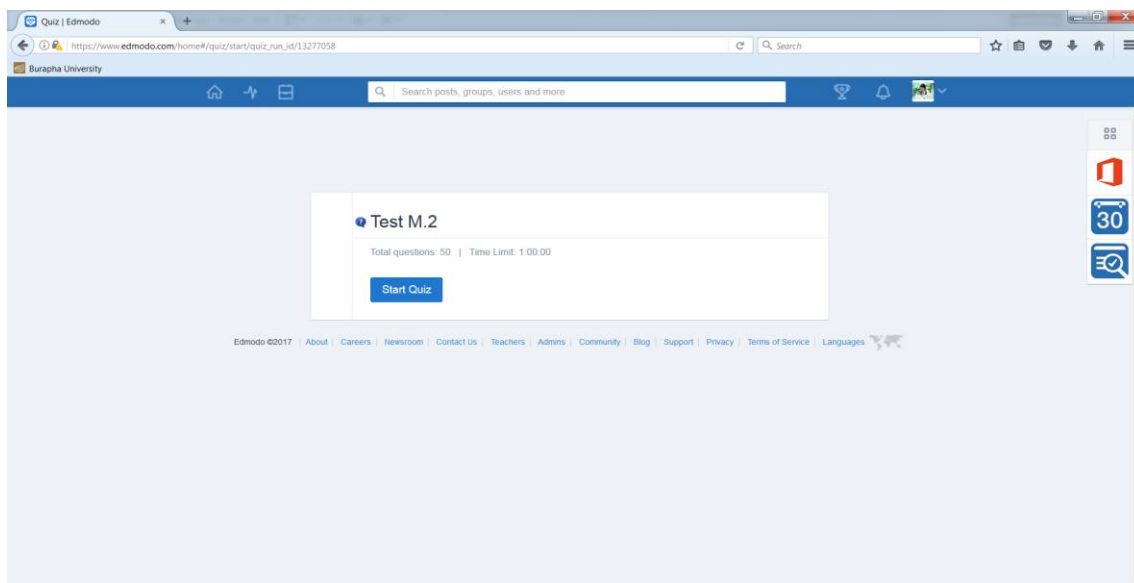 Quiz | Edmodo
https://www.edmodo.com/home#/quiz/start/quiz_run_id/13277058
Search
Burapha University
Search posts, groups, users and more
30
Test M.2
Total questions: 50 | Time Limit: 1:00:00
Start Quiz
Edmodo ©2017 | About | Careers | Newsroom | Contact Us | Teachers | Admins | Community | Blog | Support | Privacy | Terms of Service | Languages